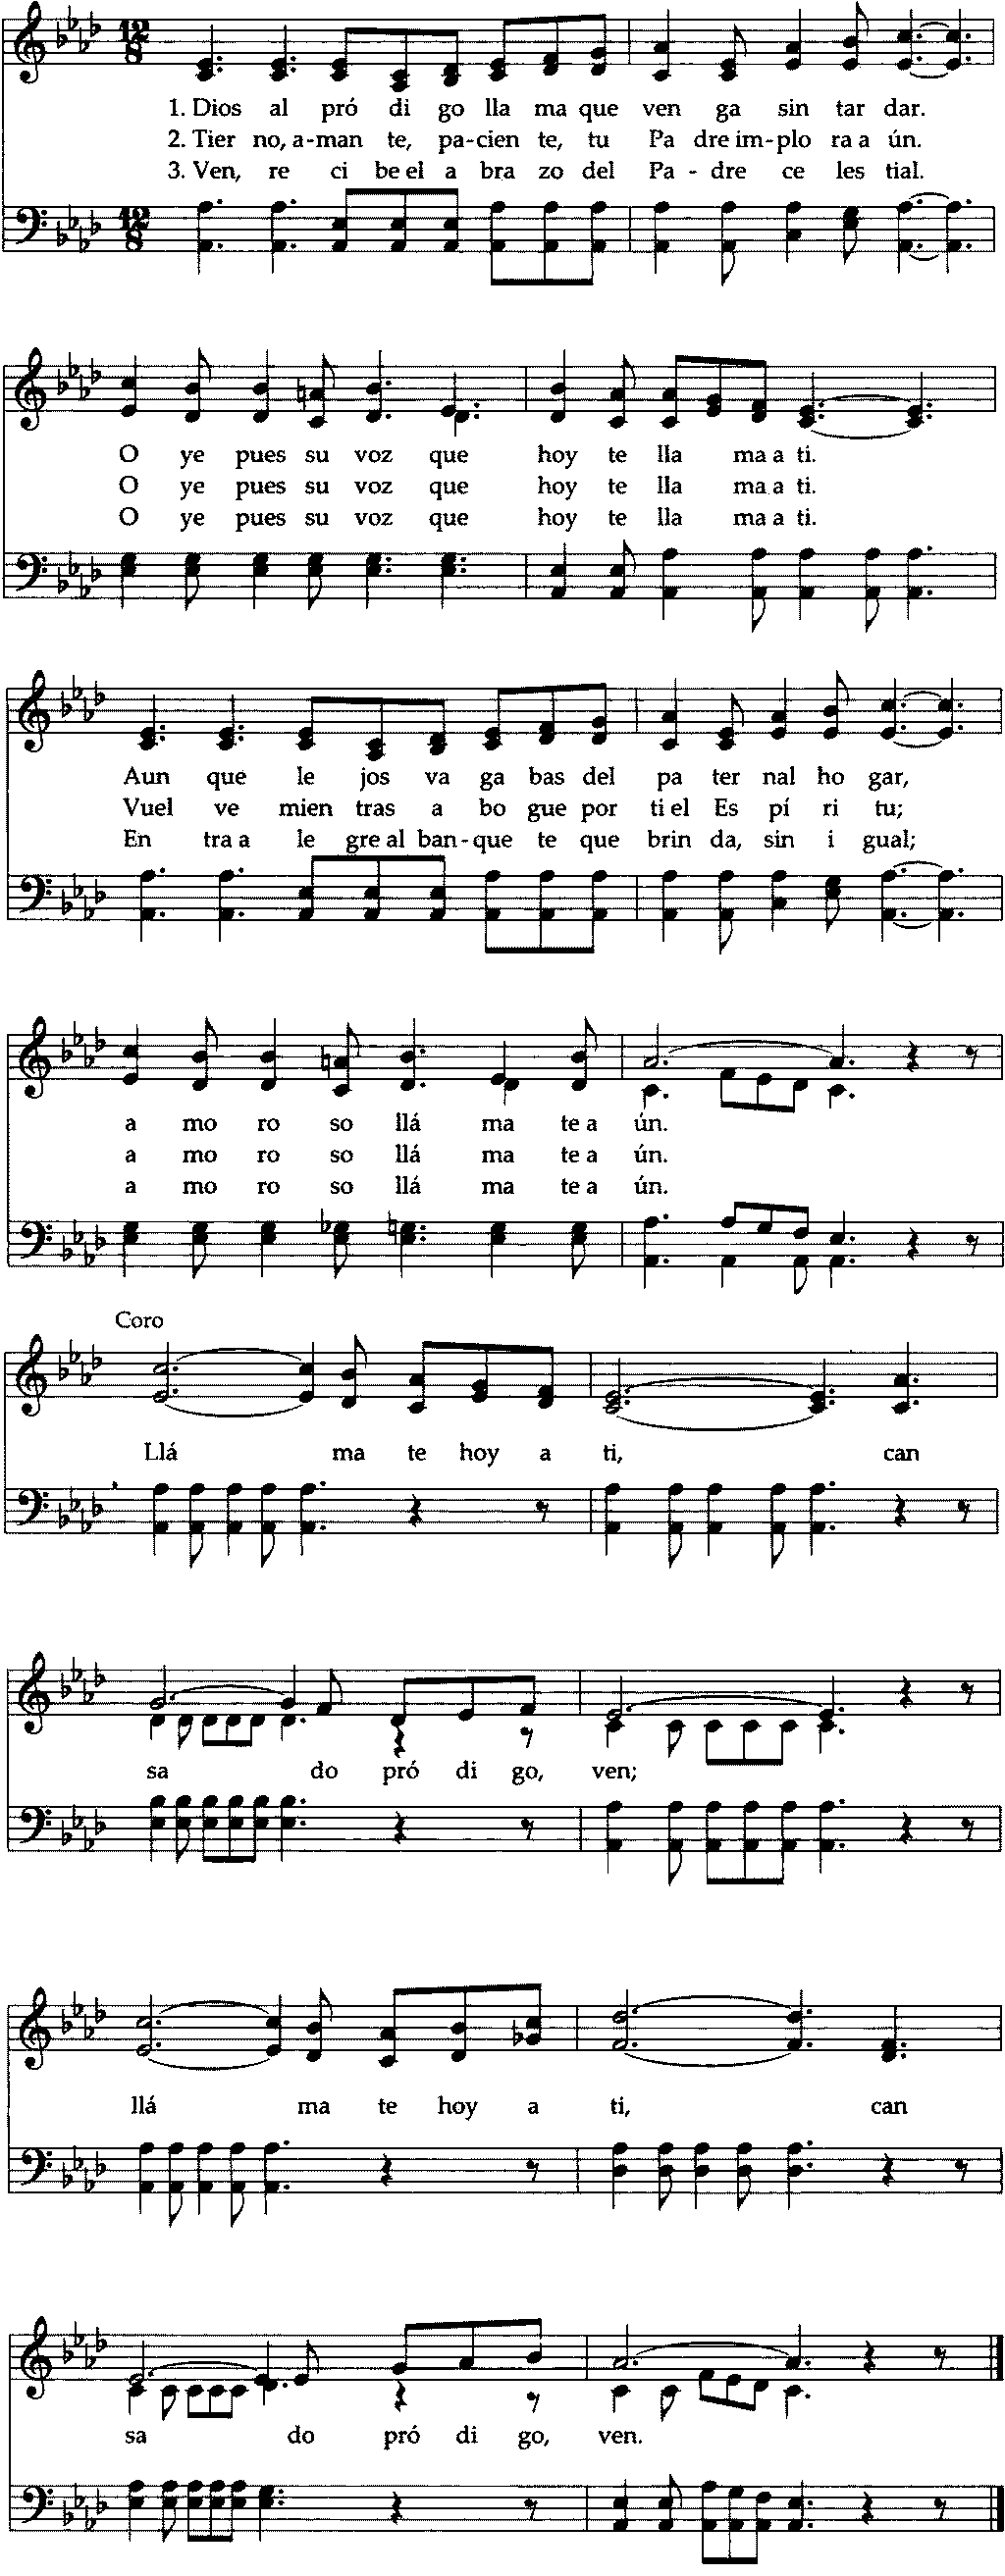 12 8
1. Dios al pró di go lla ma que ven ga sin tar dar.
2. Tier no, a-man te, pa-cien te, tu Pa dre im-plo ra a ún.
3. Ven, re ci be el a bra zo del Pa - dre ce les tial.
12 8
O ye pues su voz que hoy te lla ma a ti.
O ye pues su voz que hoy te lla ma a ti.
O ye pues su voz que hoy te lla ma a ti.
Aun que le jos va ga bas del pa ter nal ho gar,
Vuel ve mien tras a bo gue por ti el Es pí ri tu;
En tra a le gre al ban-que te que brin da, sin i gual;
a mo ro so llá ma te a ún.
a mo ro so llá ma te a ún.
a mo ro so llá ma te a ún.
Coro
Llá ma te hoy a ti, can
sa do pró di go, ven;
llá ma te hoy a ti, can
sa do pró di go, ven.